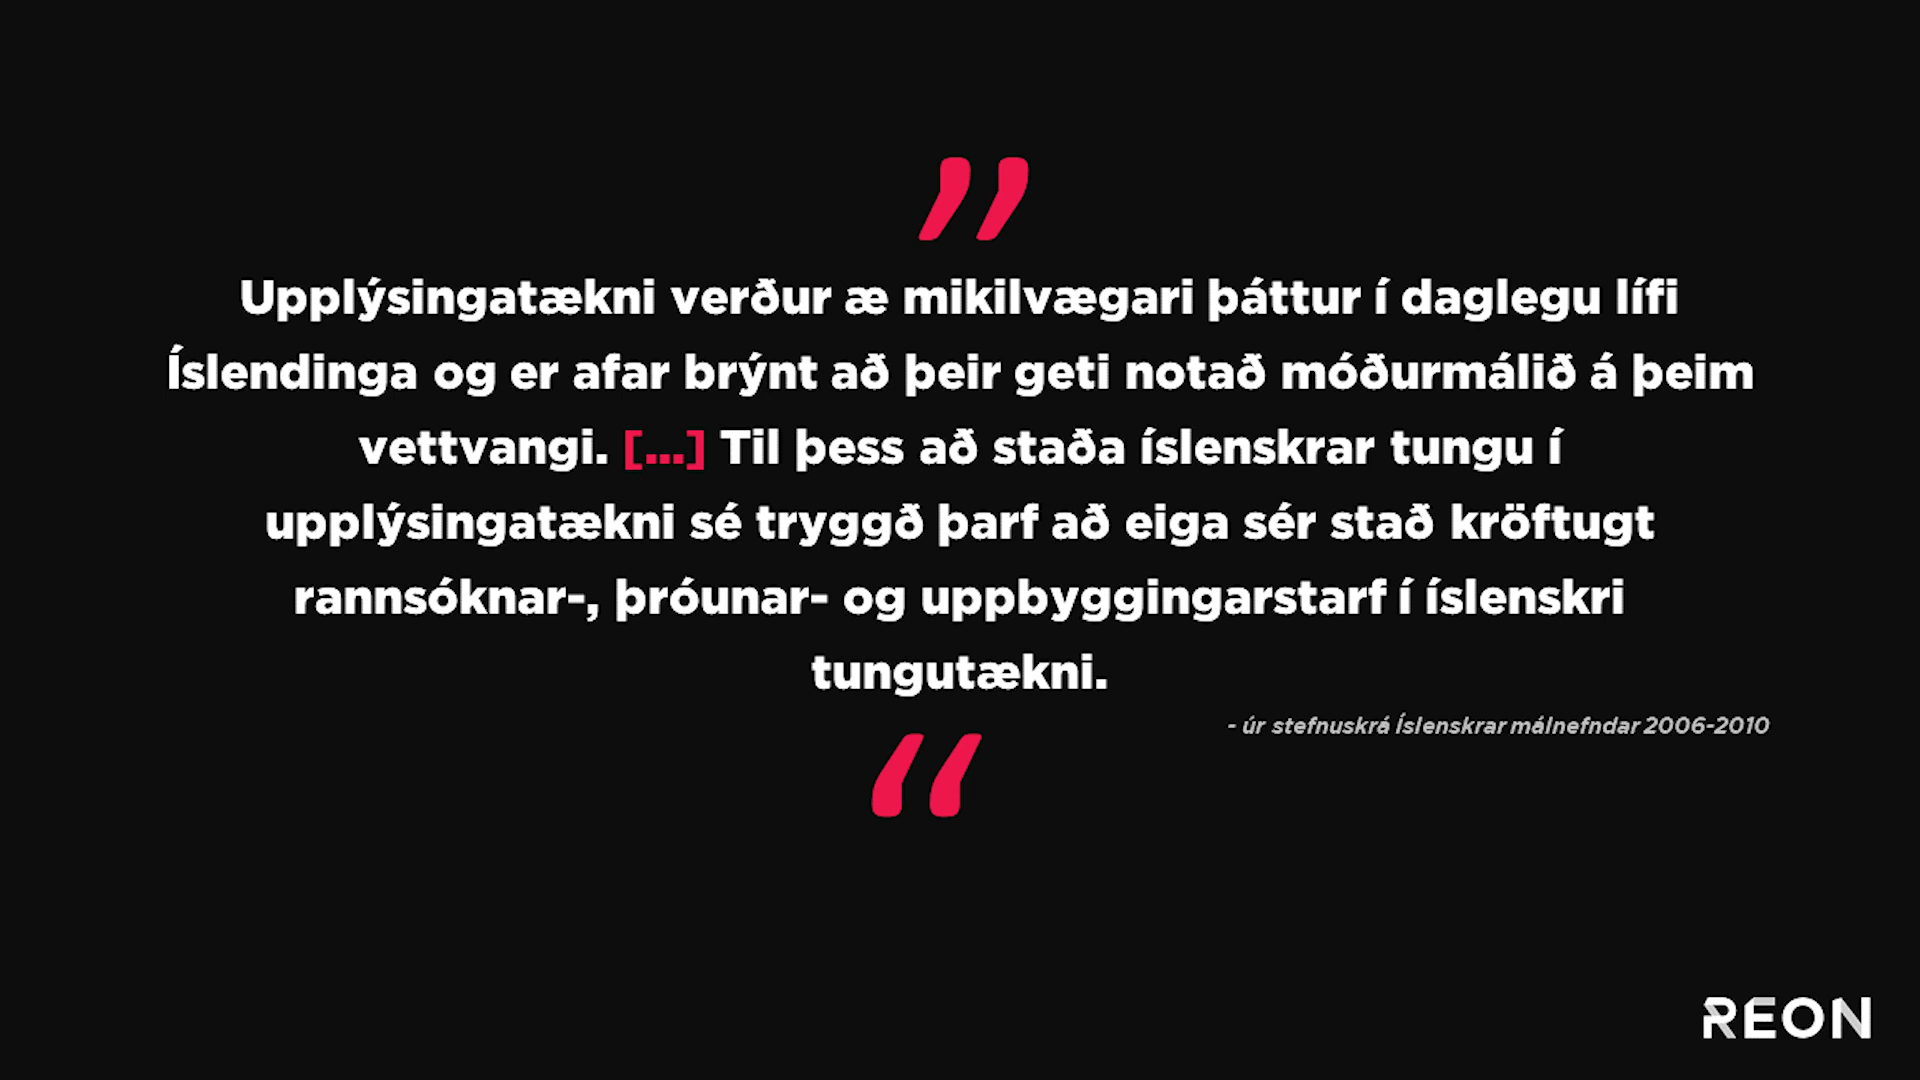 ”
Upplýsingatækni verður æ mikilvægari þáttur í daglegu lífi
Íslendinga og er afar brýnt að þeir geti notað móðurmálið á þeim
vettvangi. [...] Til þess að staða íslenskrar tungu í
upplýsingatækni sé tryggð þarf að eiga sér stað kröftugt
rannsóknar-, þróunar- og uppbyggingarstarf í íslenskri
tungutækni.
- úr stefnuskrá Íslenskrar málnefndar 2006-2010
“
REON